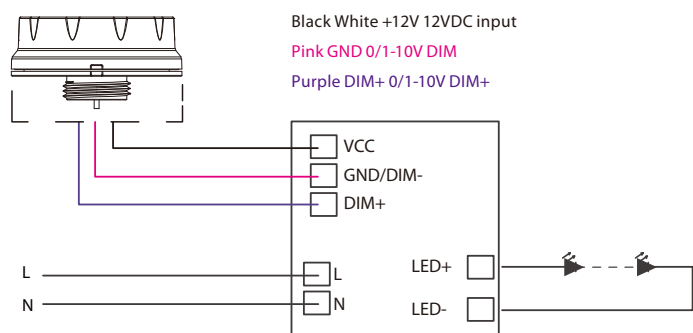 Black White +12V 12VDC input
Pink GND 0/1-10V DIM
Purple DIM+ 0/1-10V DIM+
VCC
GND/DIM-
DIM+
L
L
LED+
N
N
LED-